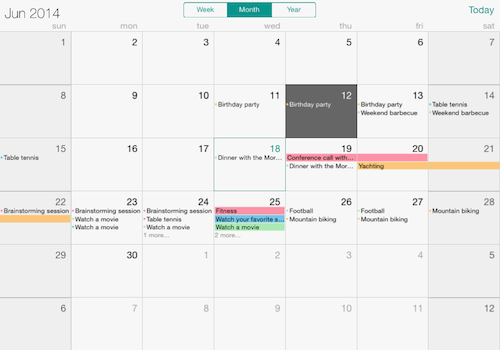 Jun 2014
Week Month Year
Today
sun mon tue wed thu fri sat
1 2 3 4 5 6 7
8 9 10 11 12 13 14
Birthday party Birthday party Birthday party Table tennis
Weekend barbecue Weekend barbecue
15 16 17 18 19 20 21
Table tennis Dinner with the Mor... Conference call with...
Dinner with the Mor... Yachting
22 23 24 25 26 27 28
Brainstorming session Brainstorming session Brainstorming session Fitness Football Football Mountain biking
Watch a movie Table tennis Watch your favorite s... Mountain biking Mountain biking
Watch a movie Watch a movie Watch a movie
1 more... 2 more...
29 30 1 2 3 4 5
6 7 8 9 10 11 12